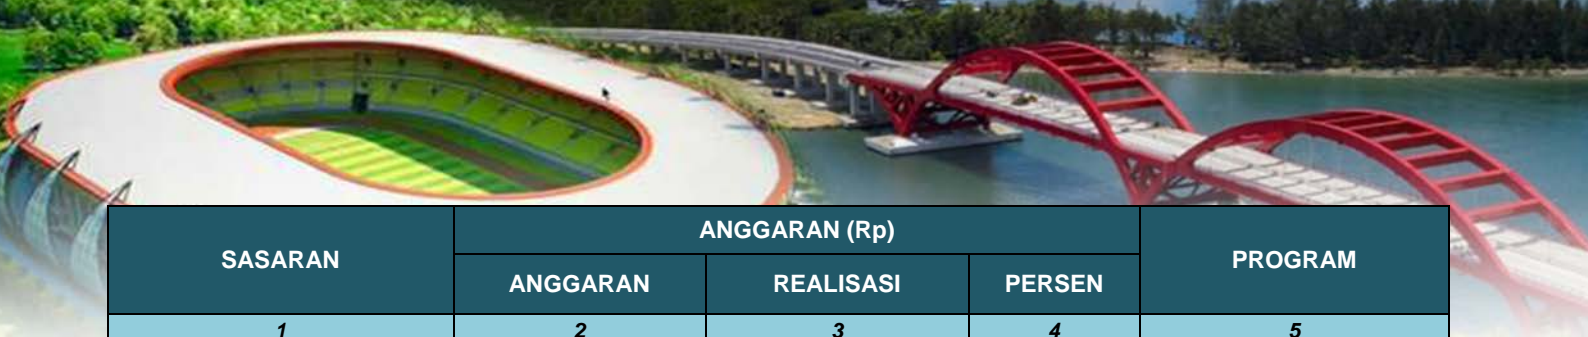 SASARAN
ANGGARAN (Rp)
PROGRAM
ANGGARAN
REALISASI
PERSEN
1
2
3
4
5